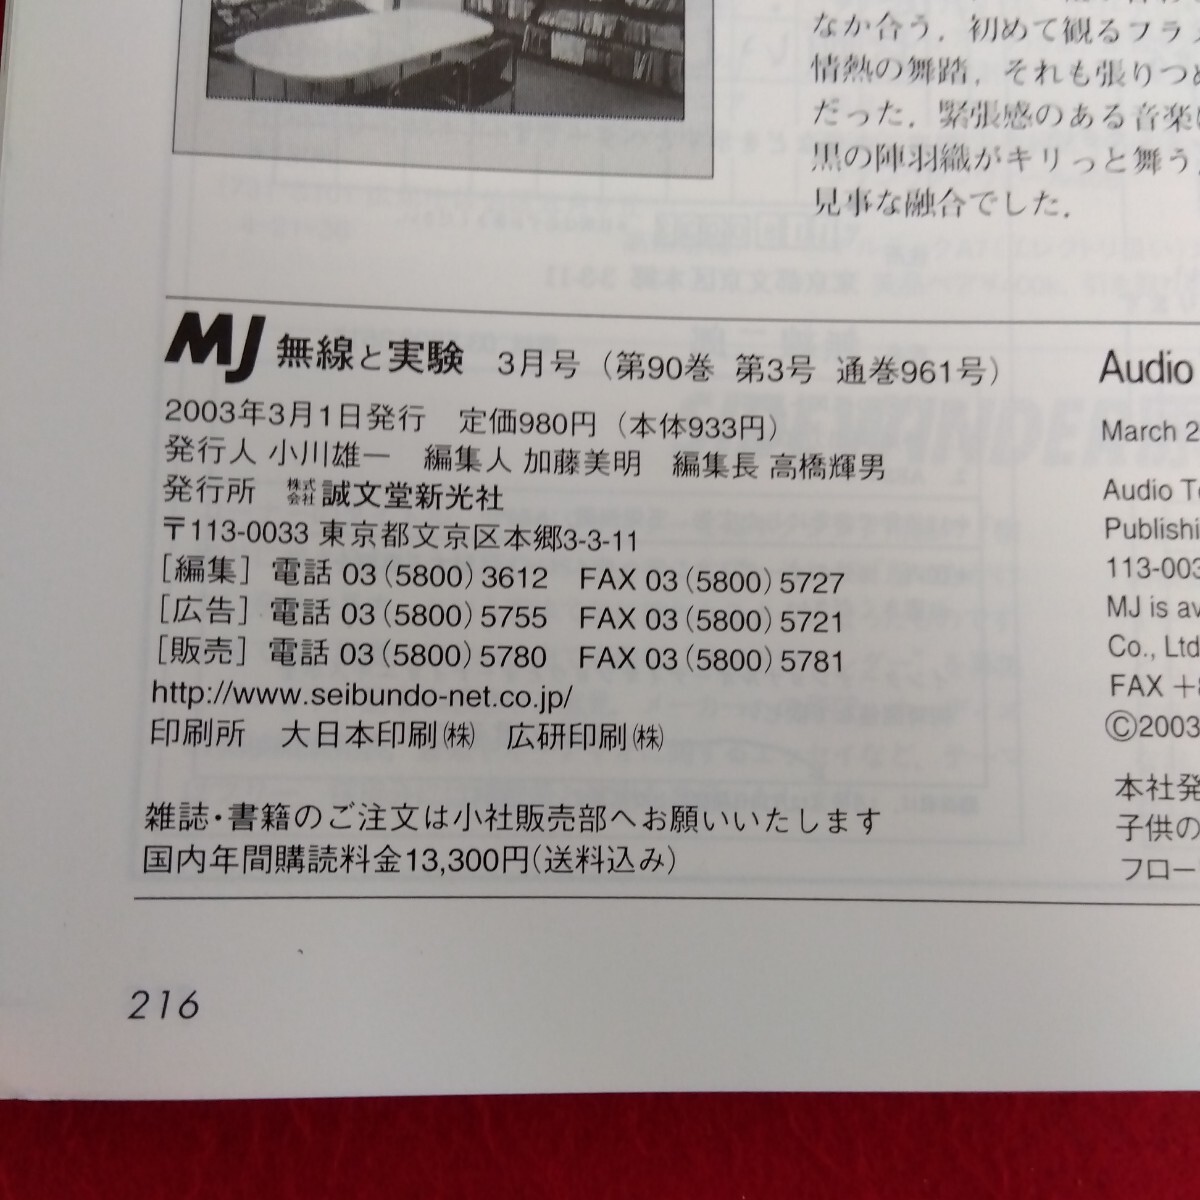 なか合う．初めて観るフラ
情熱の舞踏，それも張りつめ
だった．緊張感のある音楽に
黒の陣羽織がキリっと舞う．
見事な融合でした．
MJ 無線と実験 3月号（第90巻 第3号 通巻961号）
2003年3月1日発行　定価980円（本体933円）
発行人 小川雄一　編集人 加藤美明　編集長 高橋輝男
発行所　株式会社 誠文堂新光社
〒113-0033 東京都文京区本郷3-3-11
［編集］電話 03(5800)3612　FAX 03(5800)5727
［広告］電話 03(5800)5755　FAX 03(5800)5721
［販売］電話 03(5800)5780　FAX 03(5800)5781
http://www.seibundo-net.co.jp/
印刷所　大日本印刷㈱　広研印刷㈱
雑誌・書籍のご注文は小社販売部へお願いいたします
国内年間購読料金13,300円（送料込み）
Audio
March 2
Audio Te
Publishi
113-003
MJ is av
Co., Ltd
FAX +
©2003
本社発
子供の
フロー
216